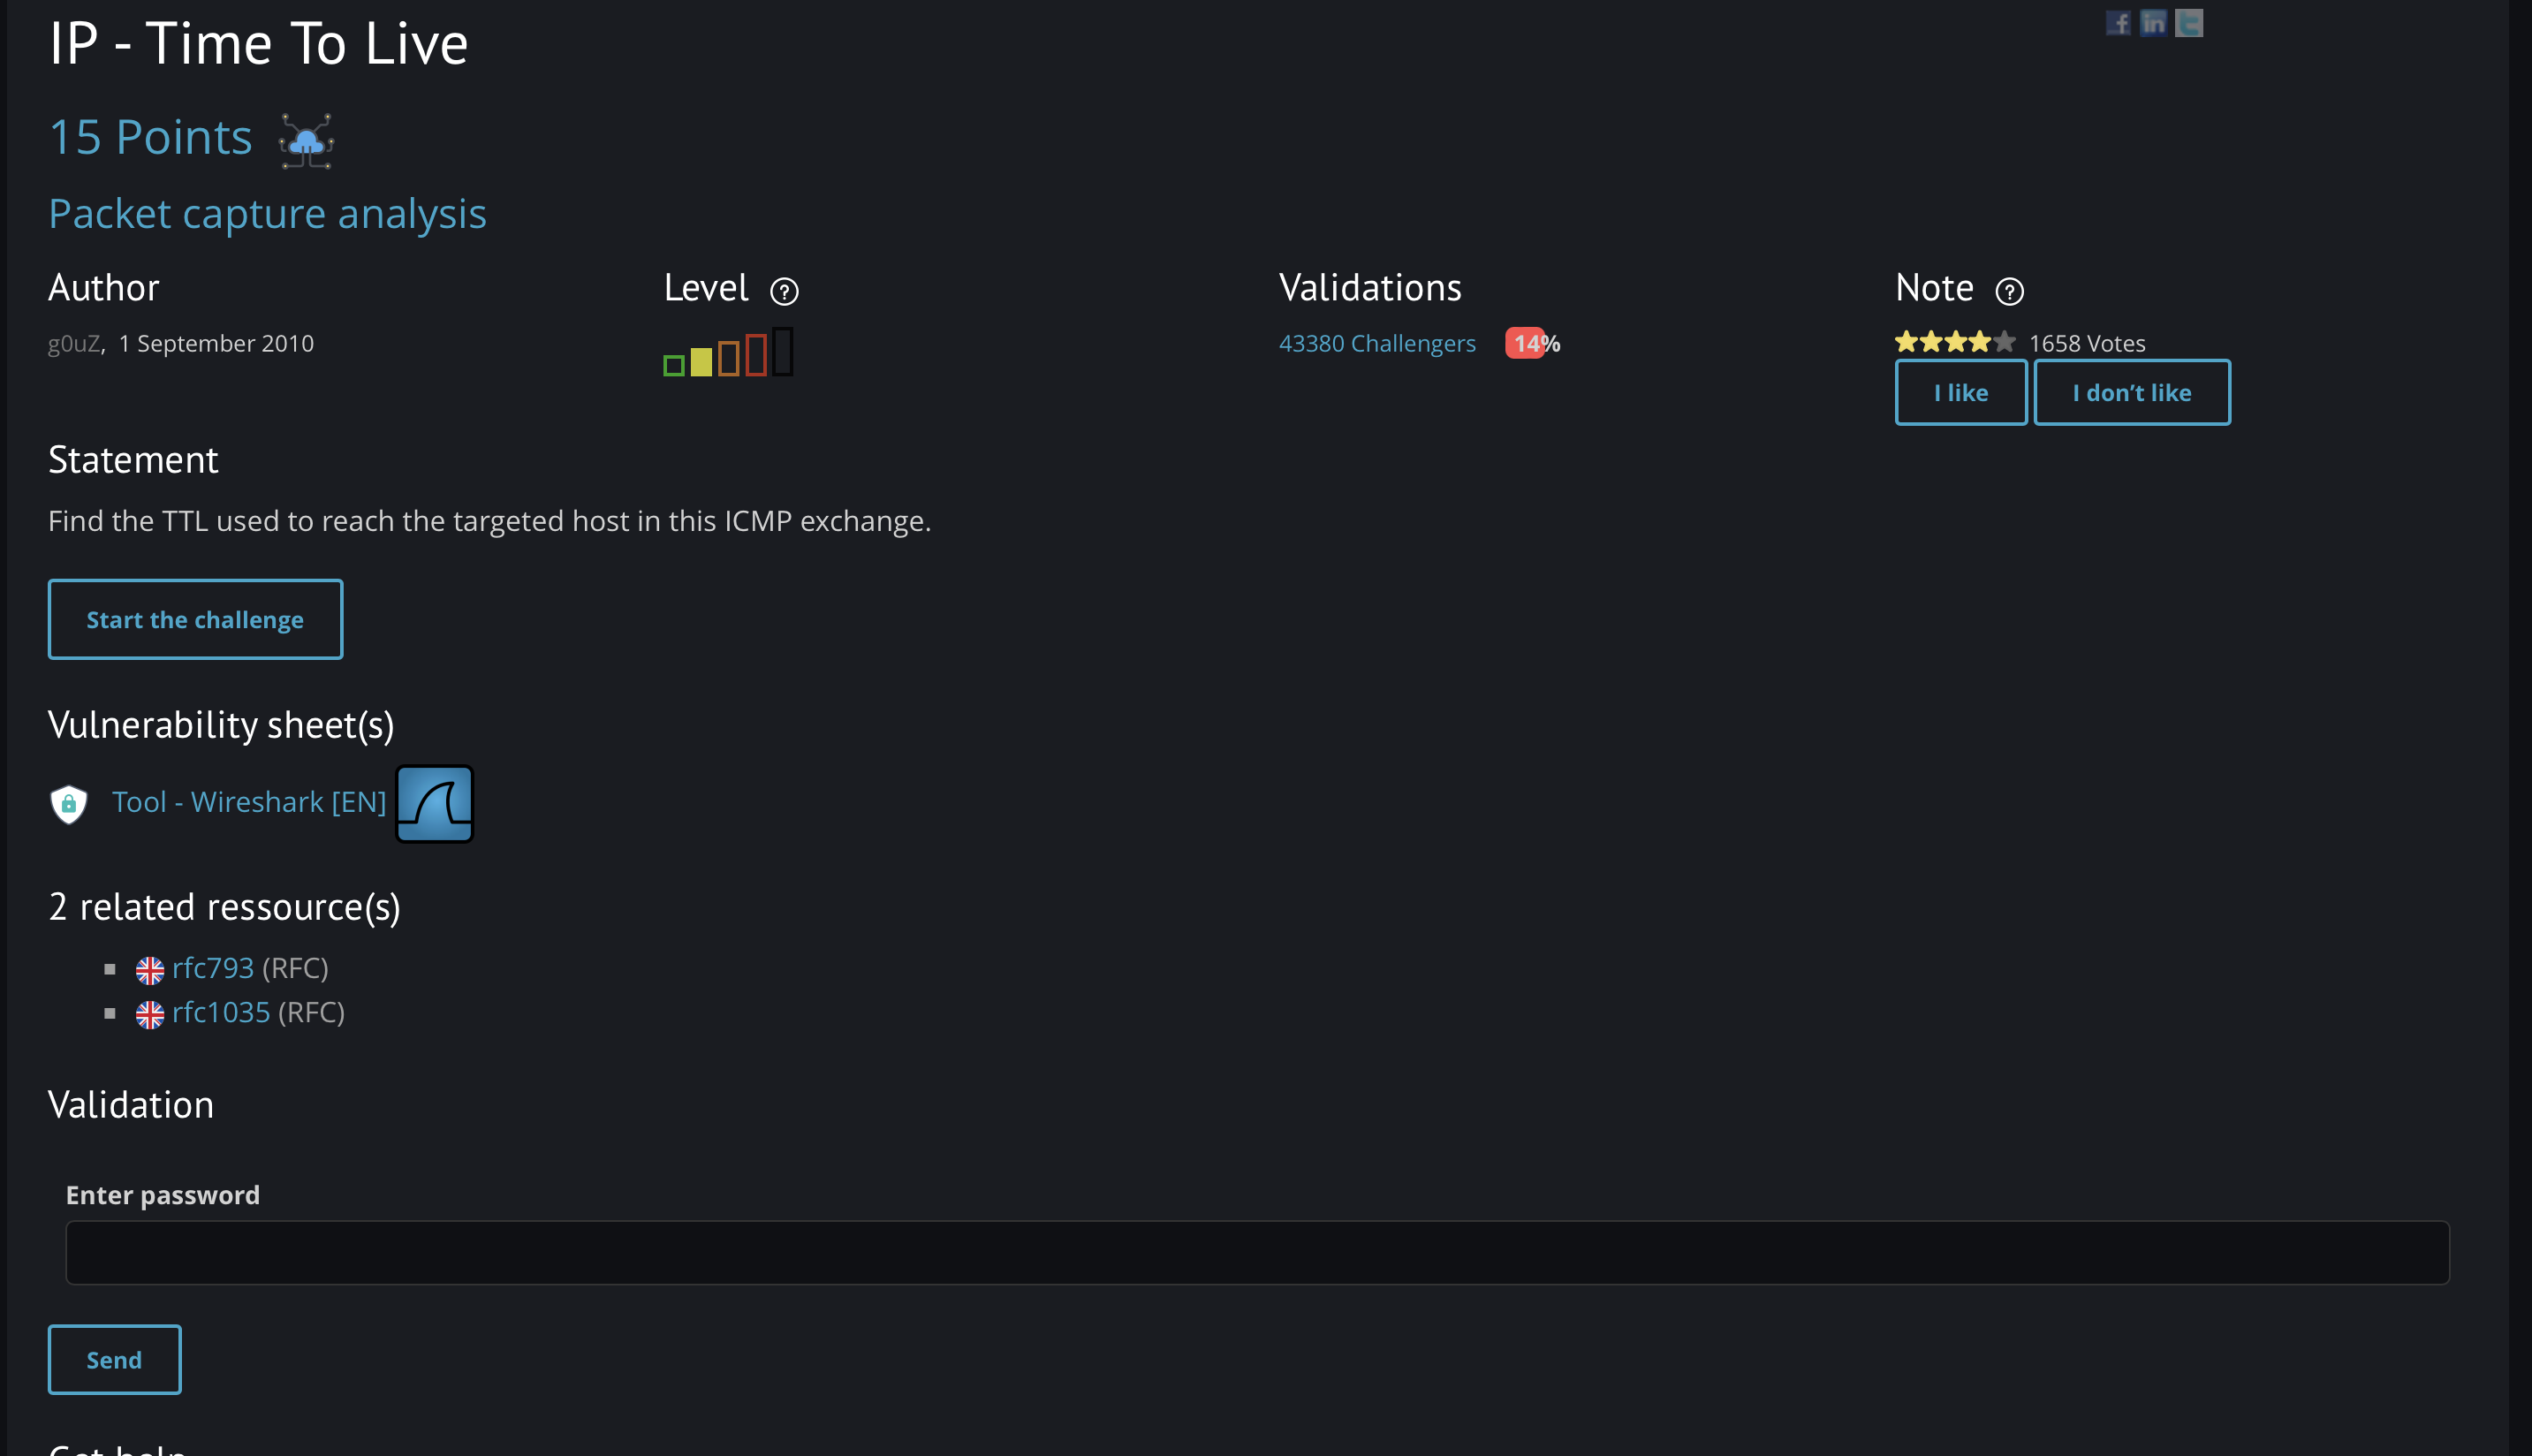 IP - Time To Live
15 Points
Packet capture analysis
Author
g0uZ, 1 September 2010
Level ?
Validations
43380 Challengers 14%
Note ?
1658 Votes
I like I don’t like
Statement
Find the TTL used to reach the targeted host in this ICMP exchange.
Start the challenge
Vulnerability sheet(s)
Tool - Wireshark [EN]
2 related ressource(s)
rfc793 (RFC)
rfc1035 (RFC)
Validation
Enter password
Send